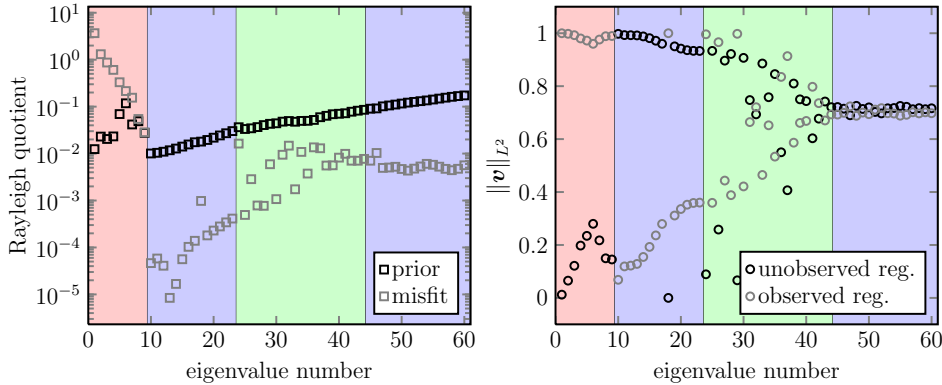 Rayleigh quotient
10^1
10^0
10^−1
10^−2
10^−3
10^−4
10^−5
prior
misfit
0 10 20 30 40 50 60
eigenvalue number
||v||_{L^2}
1
0.8
0.6
0.4
0.2
0
unobserved reg.
observed reg.
0 10 20 30 40 50 60
eigenvalue number